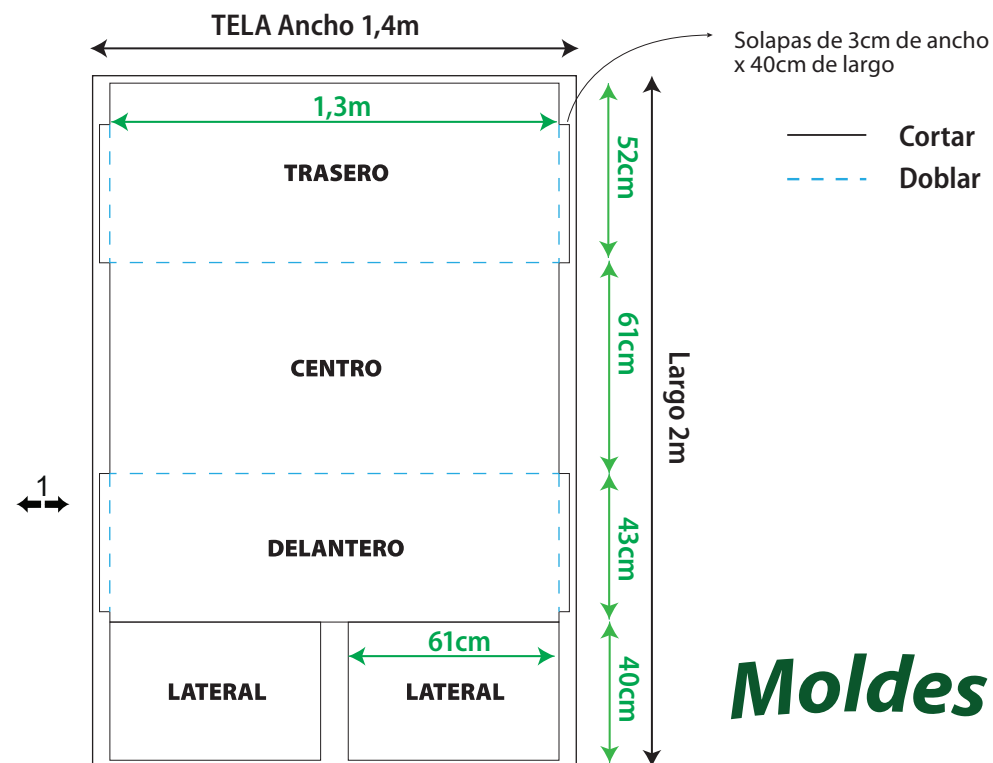 TELA Ancho 1,4m
Solapas de 3cm de ancho
x 40cm de largo
1,3m
Cortar
Doblar
TRASERO
52cm
CENTRO
61cm
Largo 2m
1
DELANTERO
43cm
61cm
LATERAL
LATERAL
40cm
Moldes